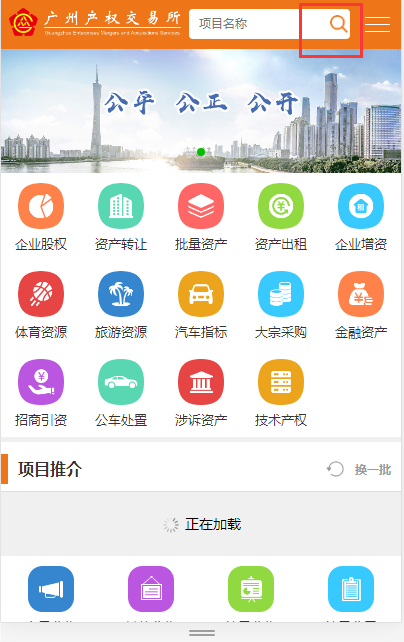 广州产权交易所
Guangzhou Enterprises Mergers and Acquisitions Services
项目名称
公平 公正 公开
企业股权 资产转让 批量资产 资产出租 企业增资
体育资源 旅游资源 汽车指标 大宗采购 金融资产
招商引资 公车处置 涉诉资产 技术产权
项目推介 换一批
正在加载